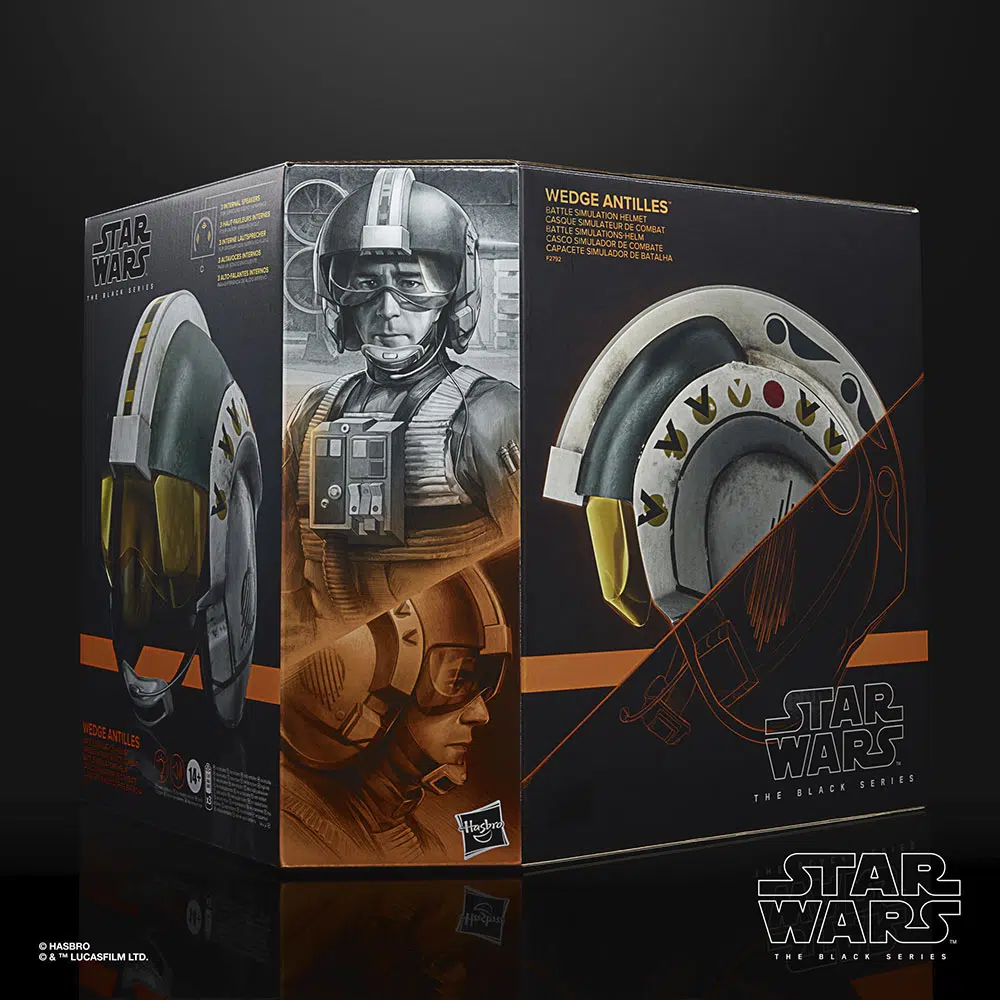 STAR
WARS
THE BLACK SERIES
3 INTERNAL SPEAKERS
3 HAUT-PARLEURS INTERNES
3 INTERNE LAUTSPRECHER
3 ALTAVOCES INTERNOS
3 ALTO-FALANTES INTERNOS
WEDGE ANTILLES
14+
Hasbro
WEDGE ANTILLES™
BATTLE SIMULATION HELMET
CASQUE SIMULATEUR DE COMBAT
BATTLE SIMULATIONS-HELM
CASCO SIMULADOR DE COMBATE
CAPACETE SIMULADOR DE BATALHA
F2792
STAR
WARS™
THE BLACK SERIES
STAR
WARS™
THE BLACK SERIES
© HASBRO
© & ™ LUCASFILM LTD.